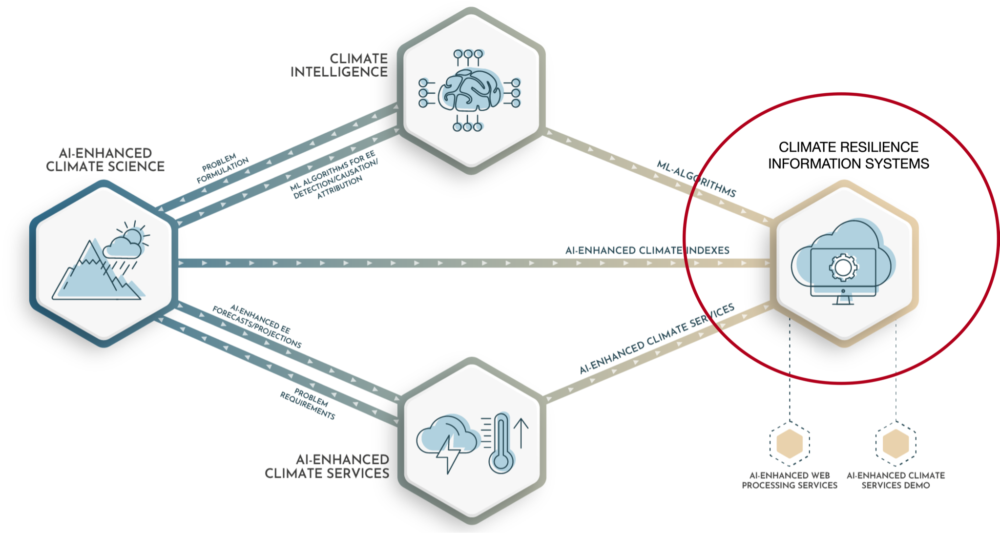 CLIMATE
INTELLIGENCE
AI-ENHANCED
CLIMATE SCIENCE
PROBLEM
FORMULATION
ML ALGORITHMS FOR EE
DETECTION/CAUSATION/
ATTRIBUTION
ML-ALGORITHMS
CLIMATE RESILIENCE
INFORMATION SYSTEMS
AI-ENHANCED CLIMATE INDEXES
AI-ENHANCED EE
FORECASTS/PROJECTIONS
PROBLEM
REQUIREMENTS
AI-ENHANCED CLIMATE SERVICES
AI-ENHANCED
CLIMATE SERVICES
AI-ENHANCED WEB
PROCESSING SERVICES
AI-ENHANCED CLIMATE
SERVICES DEMO